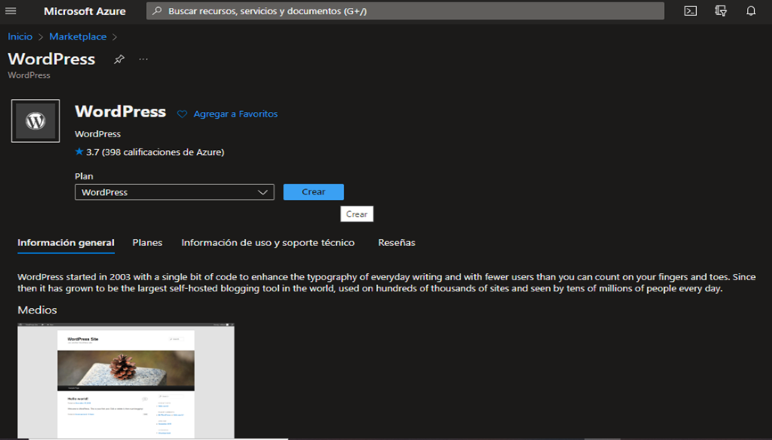 Microsoft Azure
Buscar recursos, servicios y documentos (G+/)
Inicio > Marketplace >
WordPress
...
WordPress
WordPress
Agregar a Favoritos
WordPress
3.7 (398 calificaciones de Azure)
Plan
WordPress
Crear
Crear
Información general
Planes
Información de uso y soporte técnico
Reseñas
WordPress started in 2003 with a single bit of code to enhance the typography of everyday writing and with fewer users than you can count on your fingers and toes. Since
then it has grown to be the largest self-hosted blogging tool in the world, used on hundreds of thousands of sites and seen by tens of millions of people every day.
Medios
WordPress Site
Hello world!